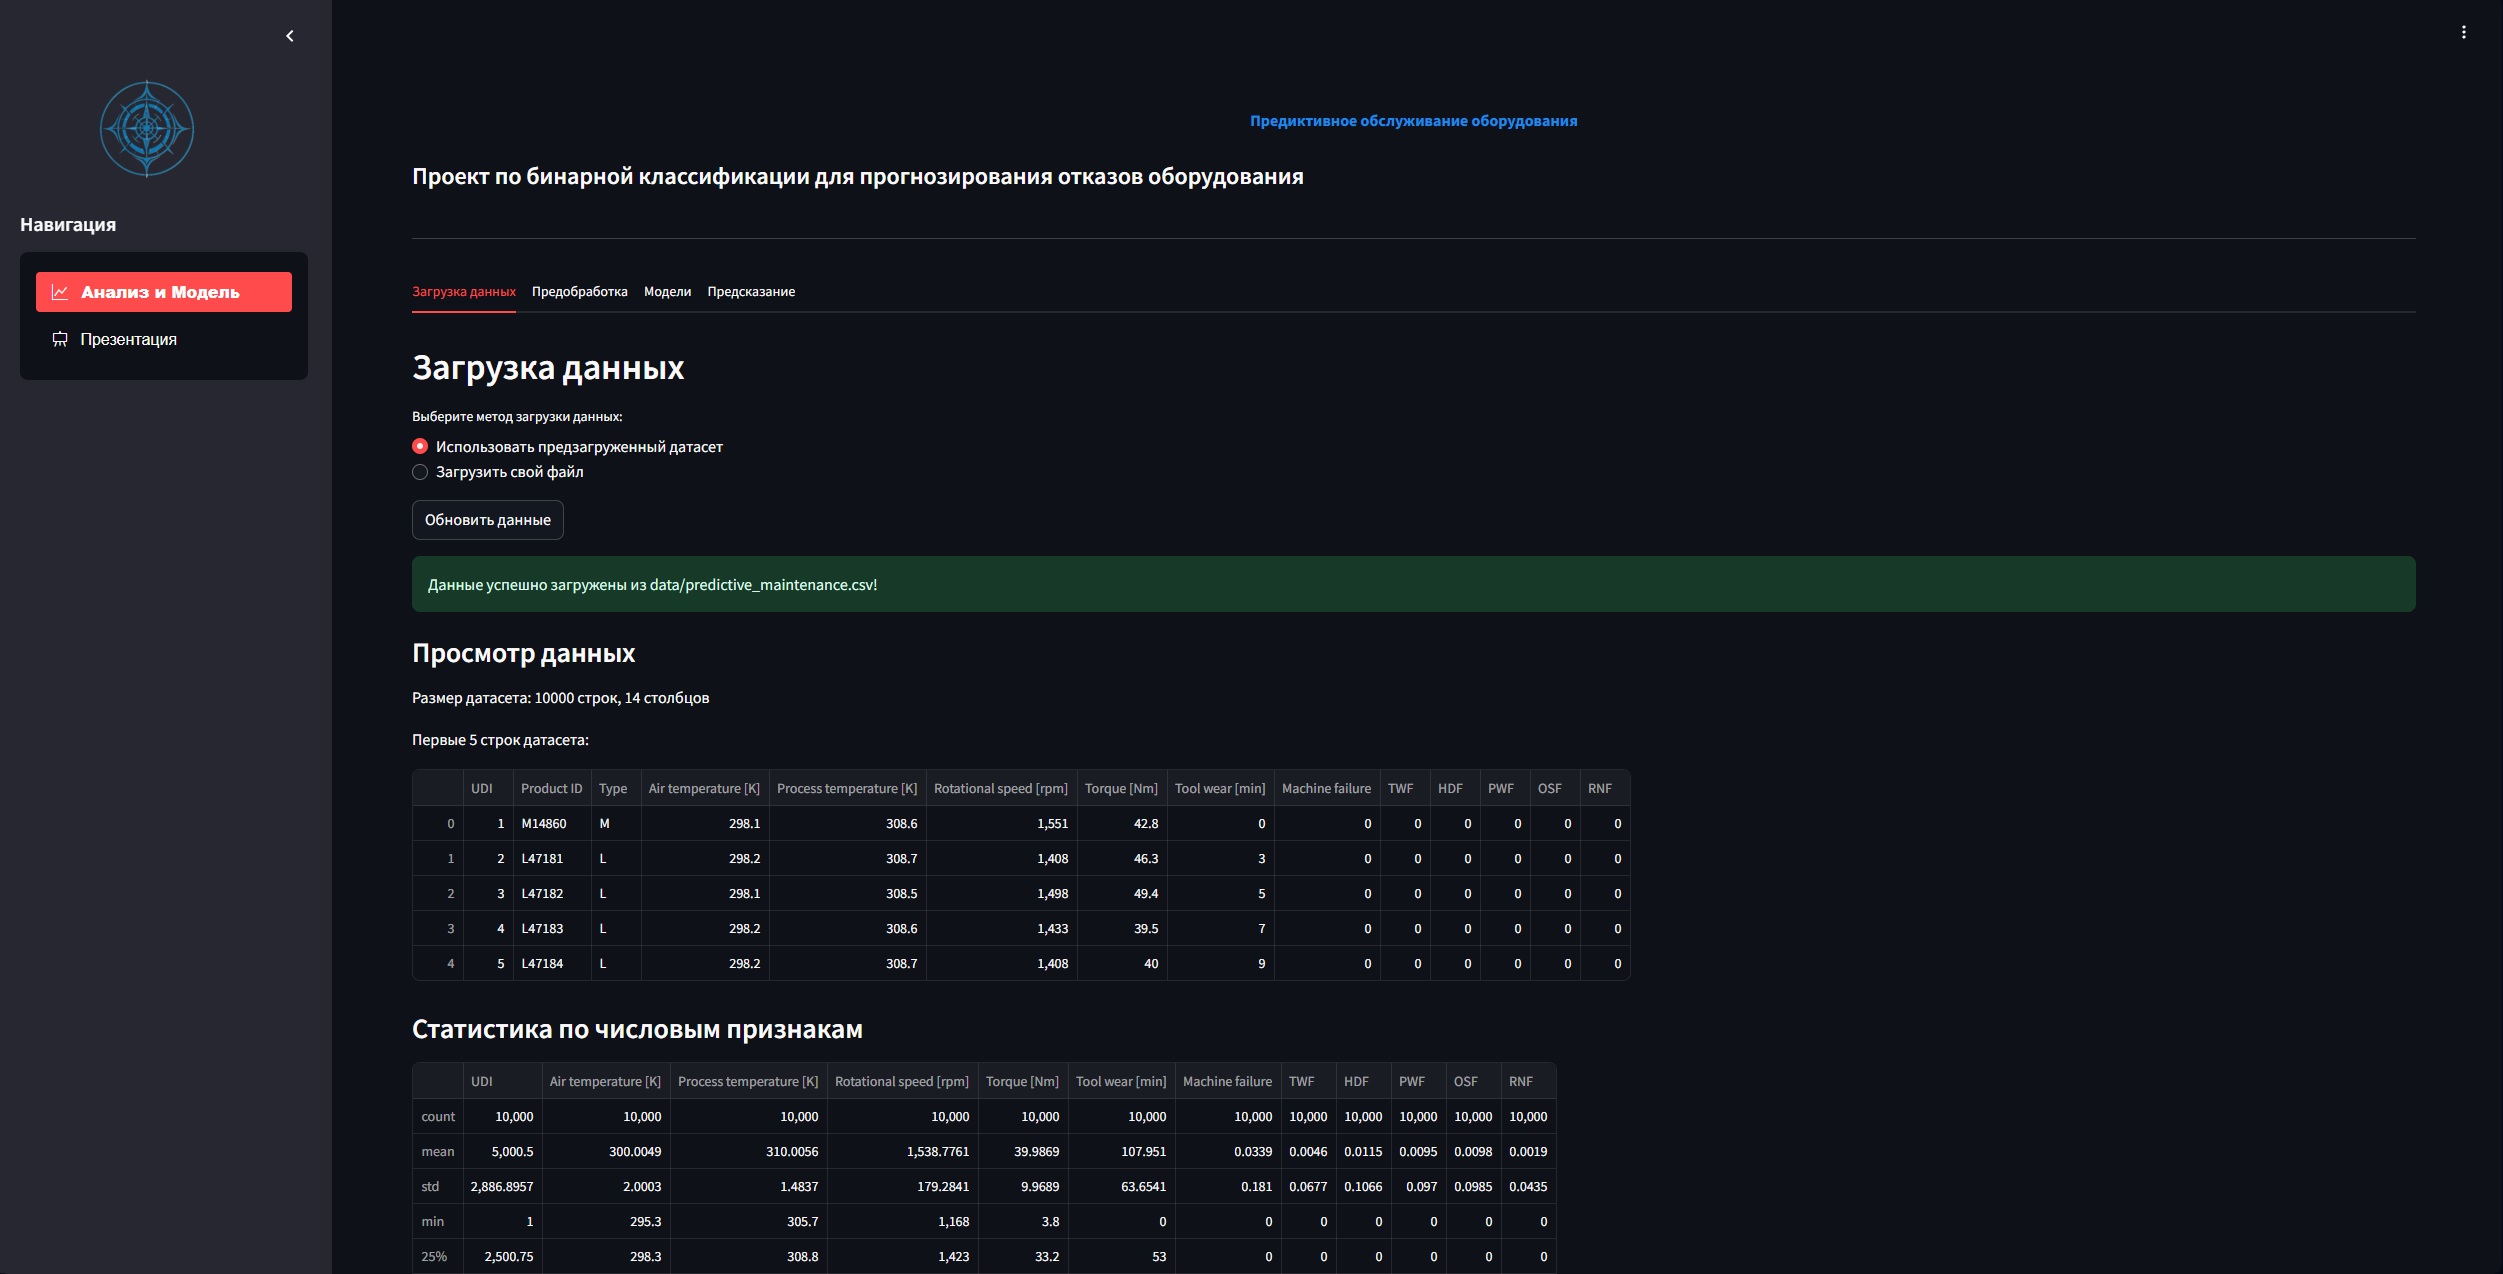 Навигация
Анализ и Модель
Презентация
Предиктивное обслуживание оборудования
Проект по бинарной классификации для прогнозирования отказов оборудования
Загрузка данных Предобработка Модели Предсказание
Загрузка данных
Выберите метод загрузки данных:
Использовать предзагруженный датасет
Загрузить свой файл
Обновить данные
Данные успешно загружены из data/predictive_maintenance.csv!
Просмотр данных
Размер датасета: 10000 строк, 14 столбцов
Первые 5 строк датасета:
UDI Product ID Type Air temperature [K] Process temperature [K] Rotational speed [rpm] Torque [Nm] Tool wear [min] Machine failure TWF HDF PWF OSF RNF
0 1 M14860 M 298.1 308.6 1,551 42.8 0 0 0 0 0 0 0
1 2 L47181 L 298.2 308.7 1,408 46.3 3 0 0 0 0 0 0
2 3 L47182 L 298.1 308.5 1,498 49.4 5 0 0 0 0 0 0
3 4 L47183 L 298.2 308.6 1,433 39.5 7 0 0 0 0 0 0
4 5 L47184 L 298.2 308.7 1,408 40 9 0 0 0 0 0 0
Статистика по числовым признакам
UDI Air temperature [K] Process temperature [K] Rotational speed [rpm] Torque [Nm] Tool wear [min] Machine failure TWF HDF PWF OSF RNF
count 10,000 10,000 10,000 10,000 10,000 10,000 10,000 10,000 10,000 10,000 10,000 10,000
mean 5,000.5 300.0049 310.0056 1,538.7761 39.9869 107.951 0.0339 0.0046 0.0115 0.0095 0.0098 0.0019
std 2,886.8957 2.0003 1.4837 179.2841 9.9689 63.6541 0.181 0.0677 0.1066 0.097 0.0985 0.0435
min 1 295.3 305.7 1,168 3.8 0 0 0 0 0 0 0
25% 2,500.75 298.3 308.8 1,423 33.2 53 0 0 0 0 0 0